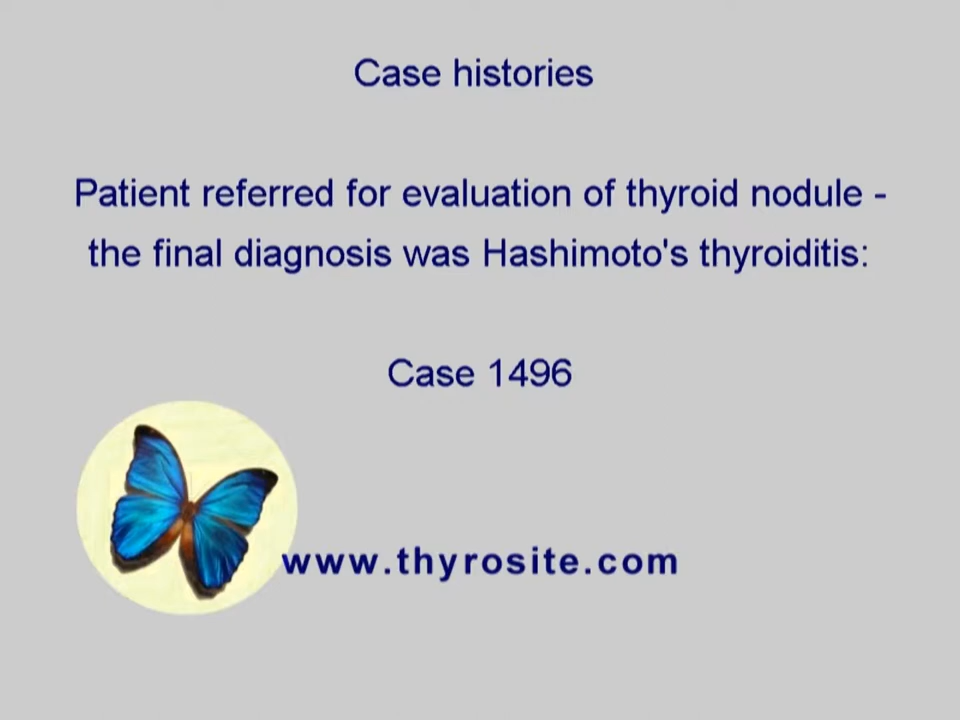 Case histories
Patient referred for evaluation of thyroid nodule -
the final diagnosis was Hashimoto's thyroiditis:
Case 1496
www.thyrosite.com